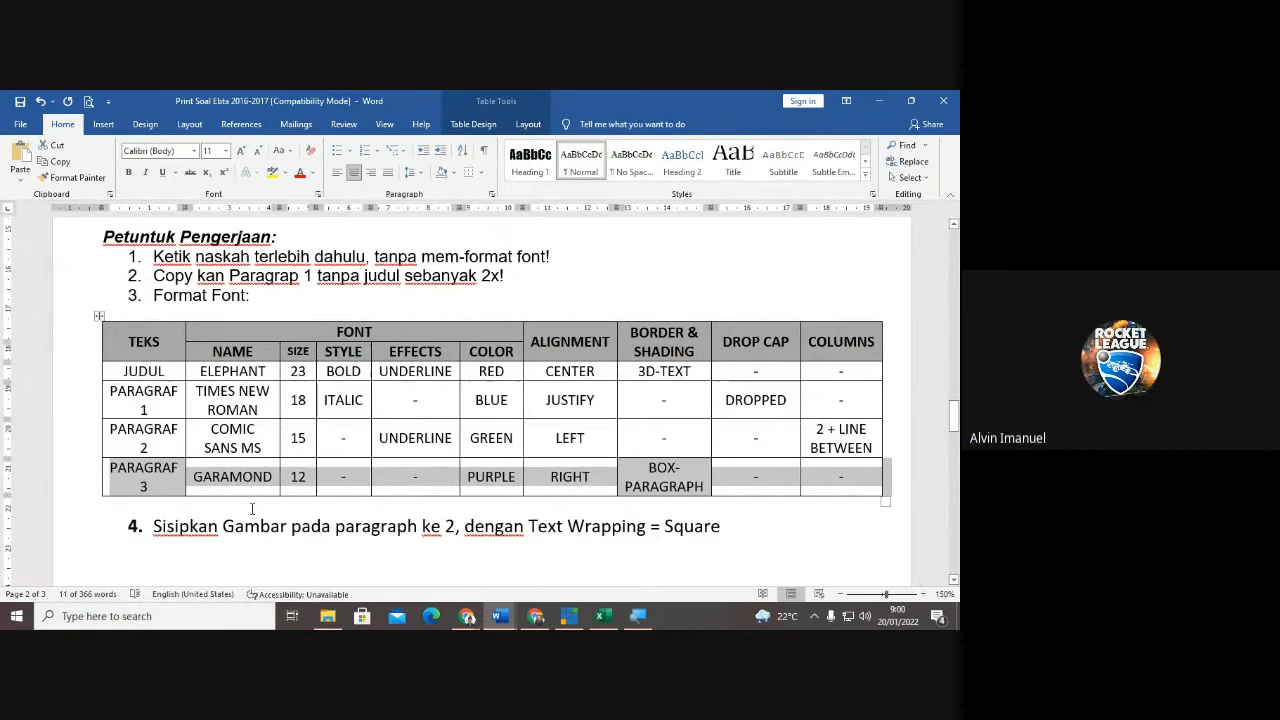 Print Soal Ebta 2016-2017 [Compatibility Mode] - Word
Table Tools
Sign in
File Home Insert Design Layout References Mailings Review View Help Table Design Layout Tell me what you want to do Share
Paste
Cut
Copy
Format Painter
Clipboard
Calibri (Body) 11
Font
Paragraph
AaBbCc AaBbCcDc AaBbCcDc AaBbCcI AaB AaBbCcD AaBbCcDdi
Heading 1 ¶ Normal ¶ No Spac... Heading 2 Title Subtitle Subtle Em...
Styles
Find
Replace
Select
Editing
Petuntuk Pengerjaan:
1. Ketik naskah terlebih dahulu, tanpa mem-format font!
2. Copy kan Paragrap 1 tanpa judul sebanyak 2x!
3. Format Font:
TEKS FONT ALIGNMENT BORDER & SHADING DROP CAP COLUMNS
NAME SIZE STYLE EFFECTS COLOR
JUDUL ELEPHANT 23 BOLD UNDERLINE RED CENTER 3D-TEXT - -
PARAGRAF 1 TIMES NEW ROMAN 18 ITALIC - BLUE JUSTIFY - DROPPED -
PARAGRAF 2 COMIC SANS MS 15 - UNDERLINE GREEN LEFT - - 2 + LINE BETWEEN
PARAGRAF 3 GARAMOND 12 - - PURPLE RIGHT BOX-PARAGRAPH - -
4. Sisipkan Gambar pada paragraph ke 2, dengan Text Wrapping = Square
Page 2 of 3 11 of 366 words English (United States) Accessibility: Unavailable 150%
Type here to search
22°C
9:00
20/01/2022
4
ROCKET LEAGUE
Alvin Imanuel